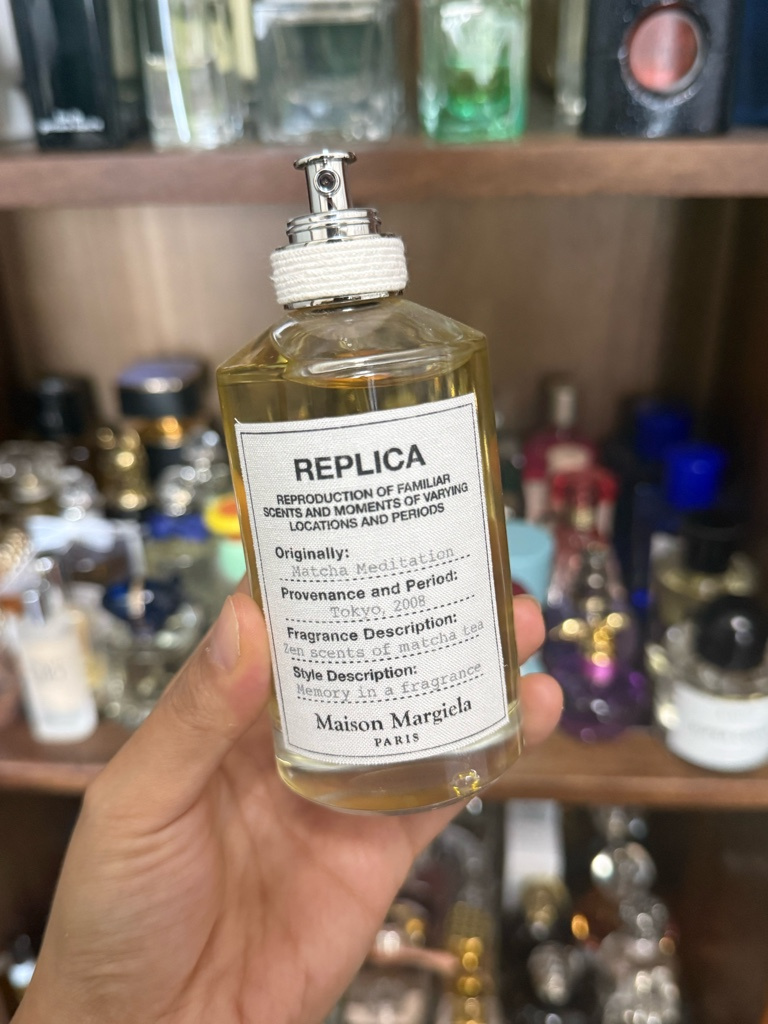 REPLICA
REPRODUCTION OF FAMILIAR
SCENTS AND MOMENTS OF VARYING
LOCATIONS AND PERIODS
Originally:
Matcha Meditation
Provenance and Period:
Tokyo, 2008
Fragrance Description:
Zen scents of matcha tea
Style Description:
Memory in a fragrance
Maison Margiela
PARIS